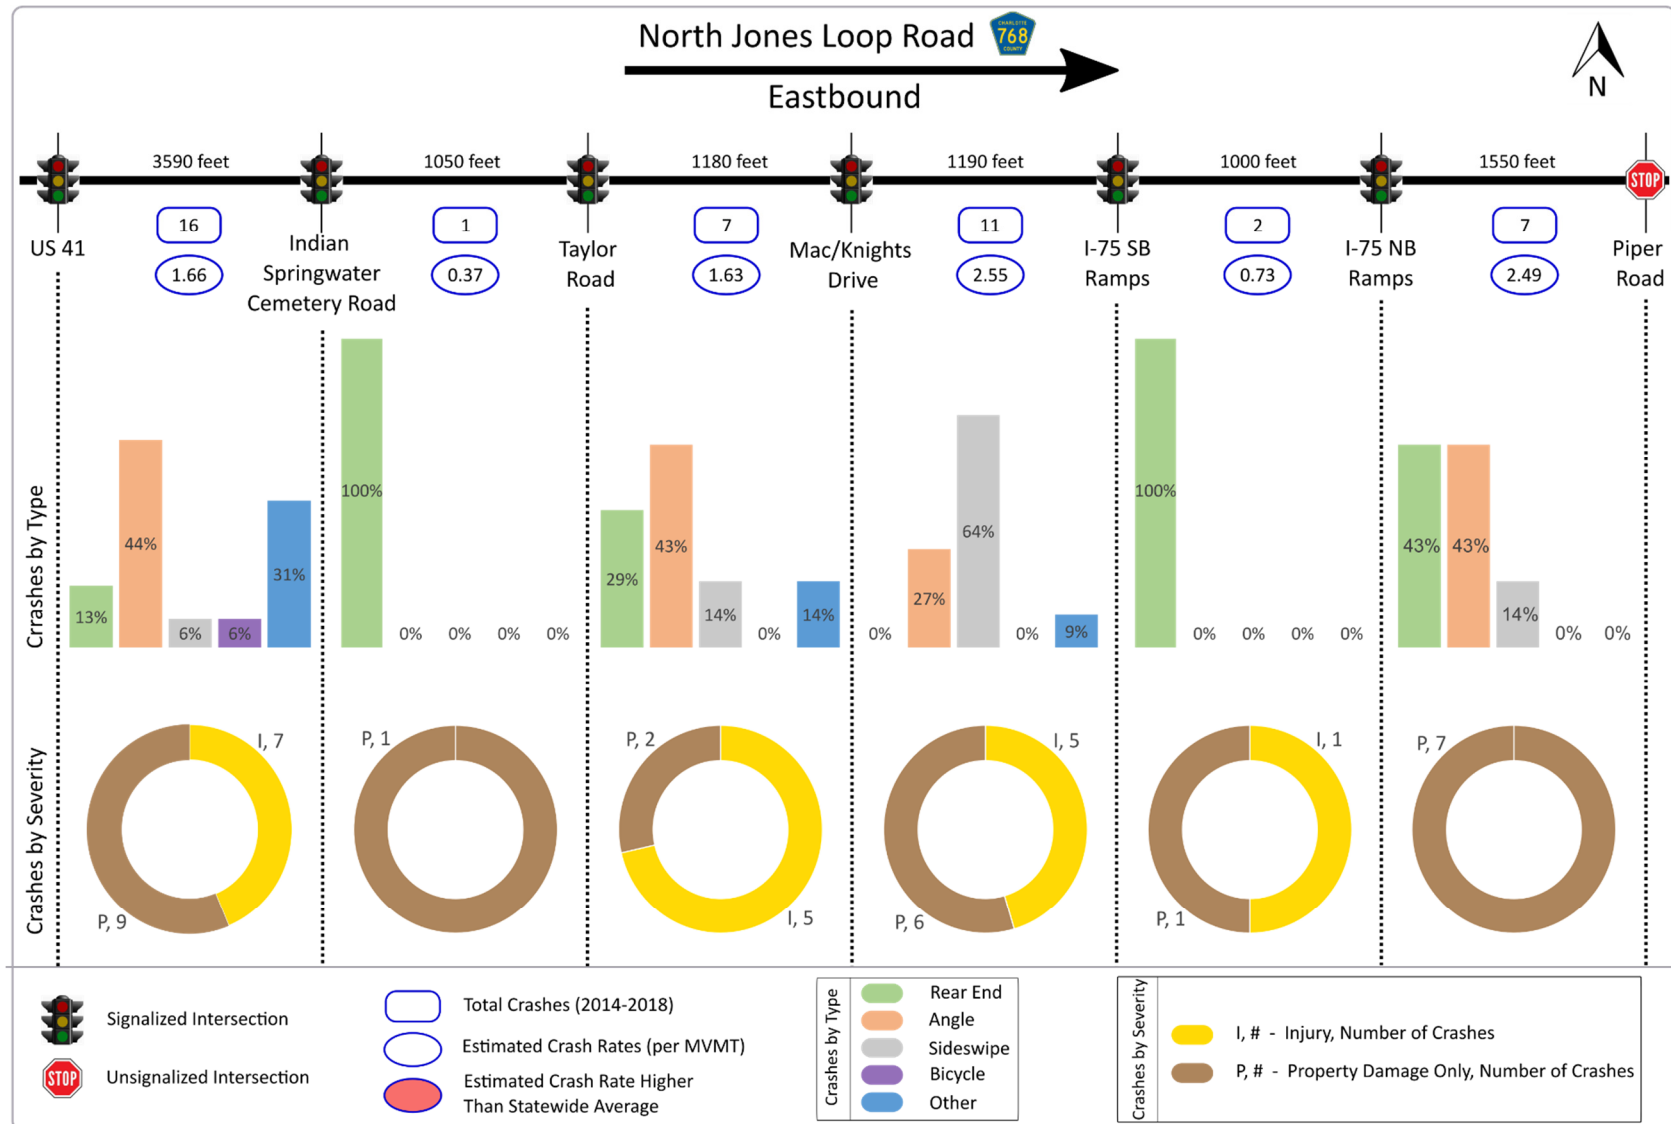 North Jones Loop Road
CHARLOTTE
768
COUNTY
Eastbound
N
3590 feet
1050 feet
1180 feet
1190 feet
1000 feet
1550 feet
STOP
16
1
7
11
2
7
1.66
0.37
1.63
2.55
0.73
2.49
US 41
Indian
Springwater
Cemetery Road
Taylor
Road
Mac/Knights
Drive
I-75 SB
Ramps
I-75 NB
Ramps
Piper
Road
Crrashes by Type
13%
44%
6%
6%
31%
100%
0%
0%
0%
0%
29%
43%
14%
0%
14%
0%
27%
64%
0%
9%
100%
0%
0%
0%
0%
43%
43%
14%
0%
0%
Crashes by Severity
I, 7
P, 9
P, 1
P, 2
I, 5
I, 5
P, 6
I, 1
P, 1
P, 7
Signalized Intersection
STOP
Unsignalized Intersection
Total Crashes (2014-2018)
Estimated Crash Rates (per MVMT)
Estimated Crash Rate Higher
Than Statewide Average
Crashes by Type
Rear End
Angle
Sideswipe
Bicycle
Other
Crashes by Severity
I, # - Injury, Number of Crashes
P, # - Property Damage Only, Number of Crashes